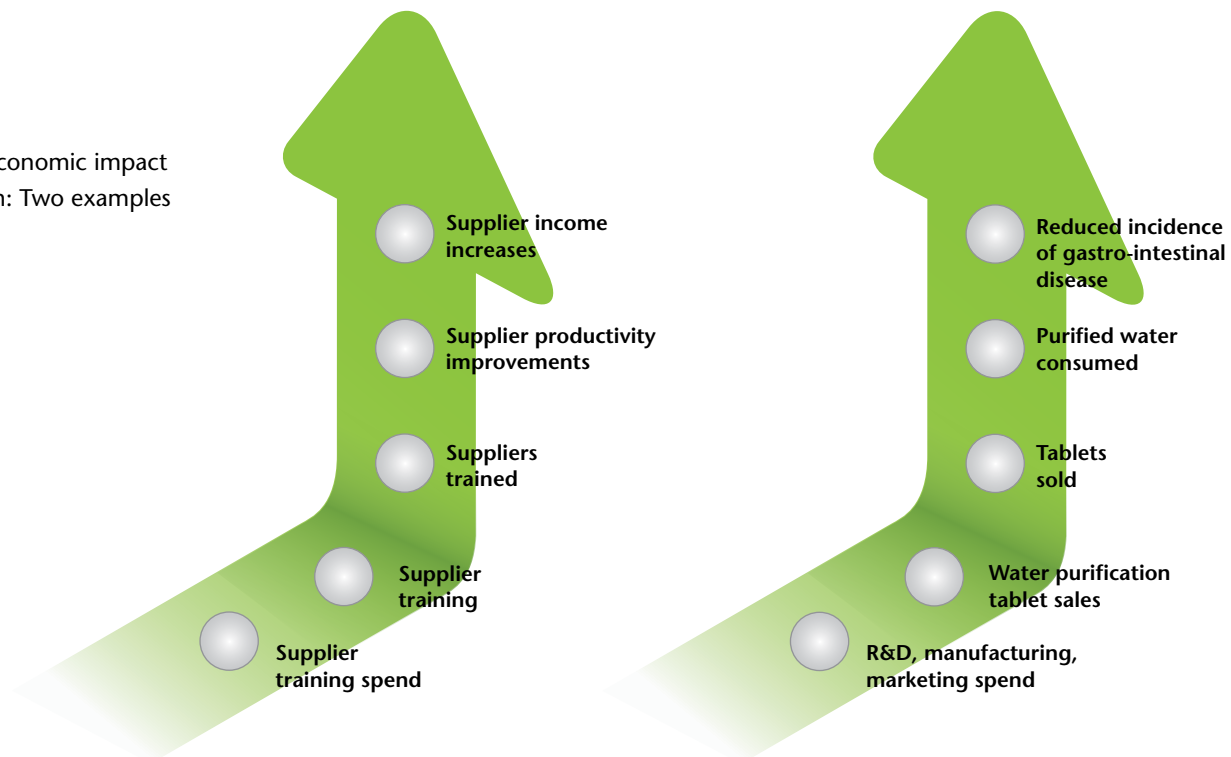 conomic impact
: Two examples
Supplier income
increases
Supplier productivity
improvements
Suppliers
trained
Supplier
training
Supplier
training spend
Reduced incidence
of gastro-intestinal
disease
Purified water
consumed
Tablets
sold
Water purification
tablet sales
R&D, manufacturing,
marketing spend